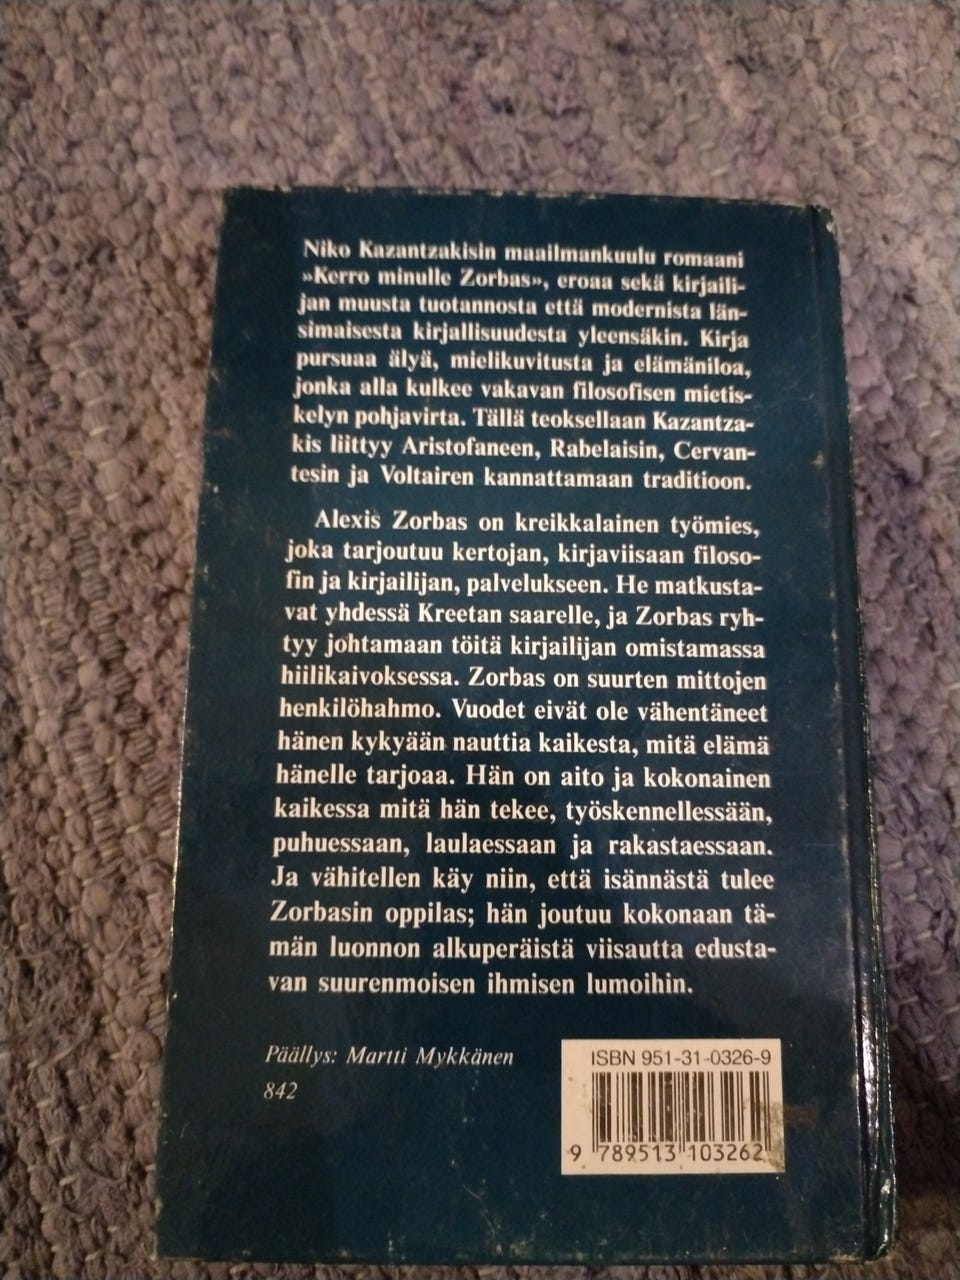 Niko Kazantzakisin maailmankuulu romaani
»Kerro minulle Zorbas», eroaa sekä kirjaili-
jan muusta tuotannosta että modernista län-
simaisesta kirjallisuudesta yleensäkin. Kirja
pursuaa älyä, mielikuvitusta ja elämäniloa,
jonka alla kulkee vakavan filosofisen mietis-
kelyn pohjavirta. Tällä teoksellaan Kazantza-
kis liittyy Aristofaneen, Rabelaisin, Cervan-
tesin ja Voltairen kannattamaan traditioon.
Alexis Zorbas on kreikkalainen työmies,
joka tarjoutuu kertojan, kirjaviisaan filoso-
fin ja kirjailijan, palvelukseen. He matkusta-
vat yhdessä Kreetan saarelle, ja Zorbas ryh-
tyy johtamaan töitä kirjailijan omistamassa
hiilikaivoksessa. Zorbas on suurten mittojen
henkilöhahmo. Vuodet eivät ole vähentäneet
hänen kykyään nauttia kaikesta, mitä elämä
hänelle tarjoaa. Hän on aito ja kokonainen
kaikessa mitä hän tekee, työskennellessään,
puhuessaan, laulaessaan ja rakastaessaan.
Ja vähitellen käy niin, että isännästä tulee
Zorbasin oppilas; hän joutuu kokonaan tä-
män luonnon alkuperäistä viisautta edusta-
van suurenmoisen ihmisen lumoihin.
Päällys: Martti Mykkänen
842
ISBN 951-31-0326-9
9 789513 103262